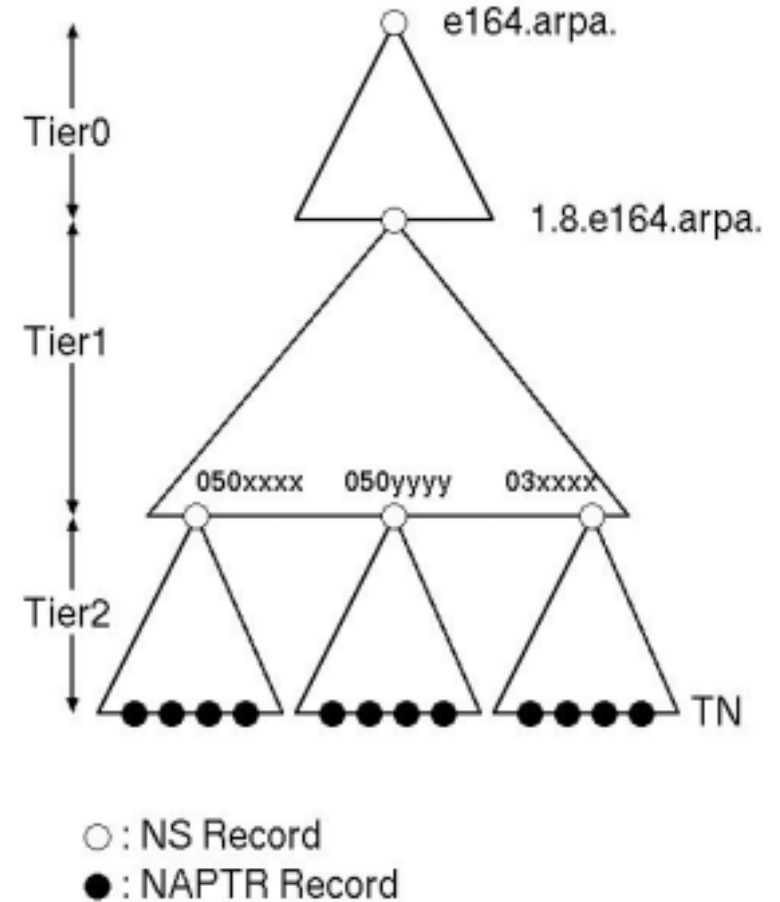 e164.arpa.
Tier0
1.8.e164.arpa.
Tier1
050xxxx 050yyyy 03xxxx
Tier2
TN
: NS Record
: NAPTR Record